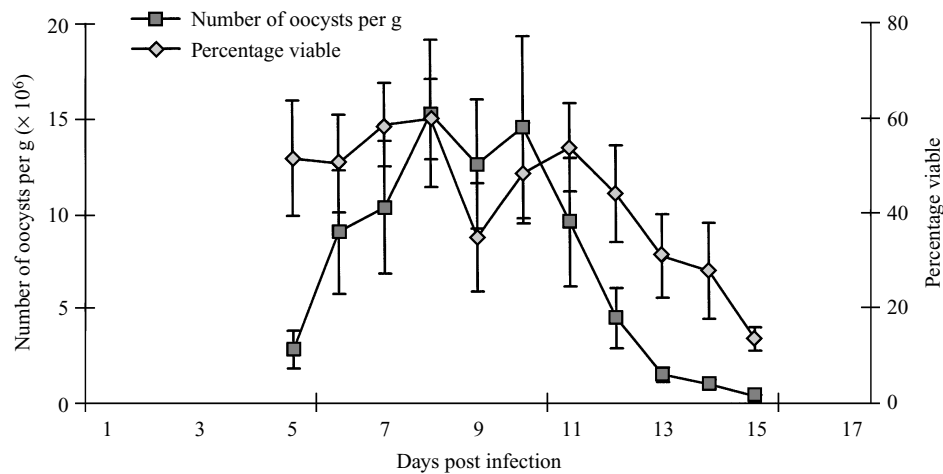 Number of oocysts per g
Percentage viable
Number of oocysts per g (× 10⁶)
20
15
10
5
0
80
60
40
20
0
Percentage viable
1 3 5 7 9 11 13 15 17
Days post infection